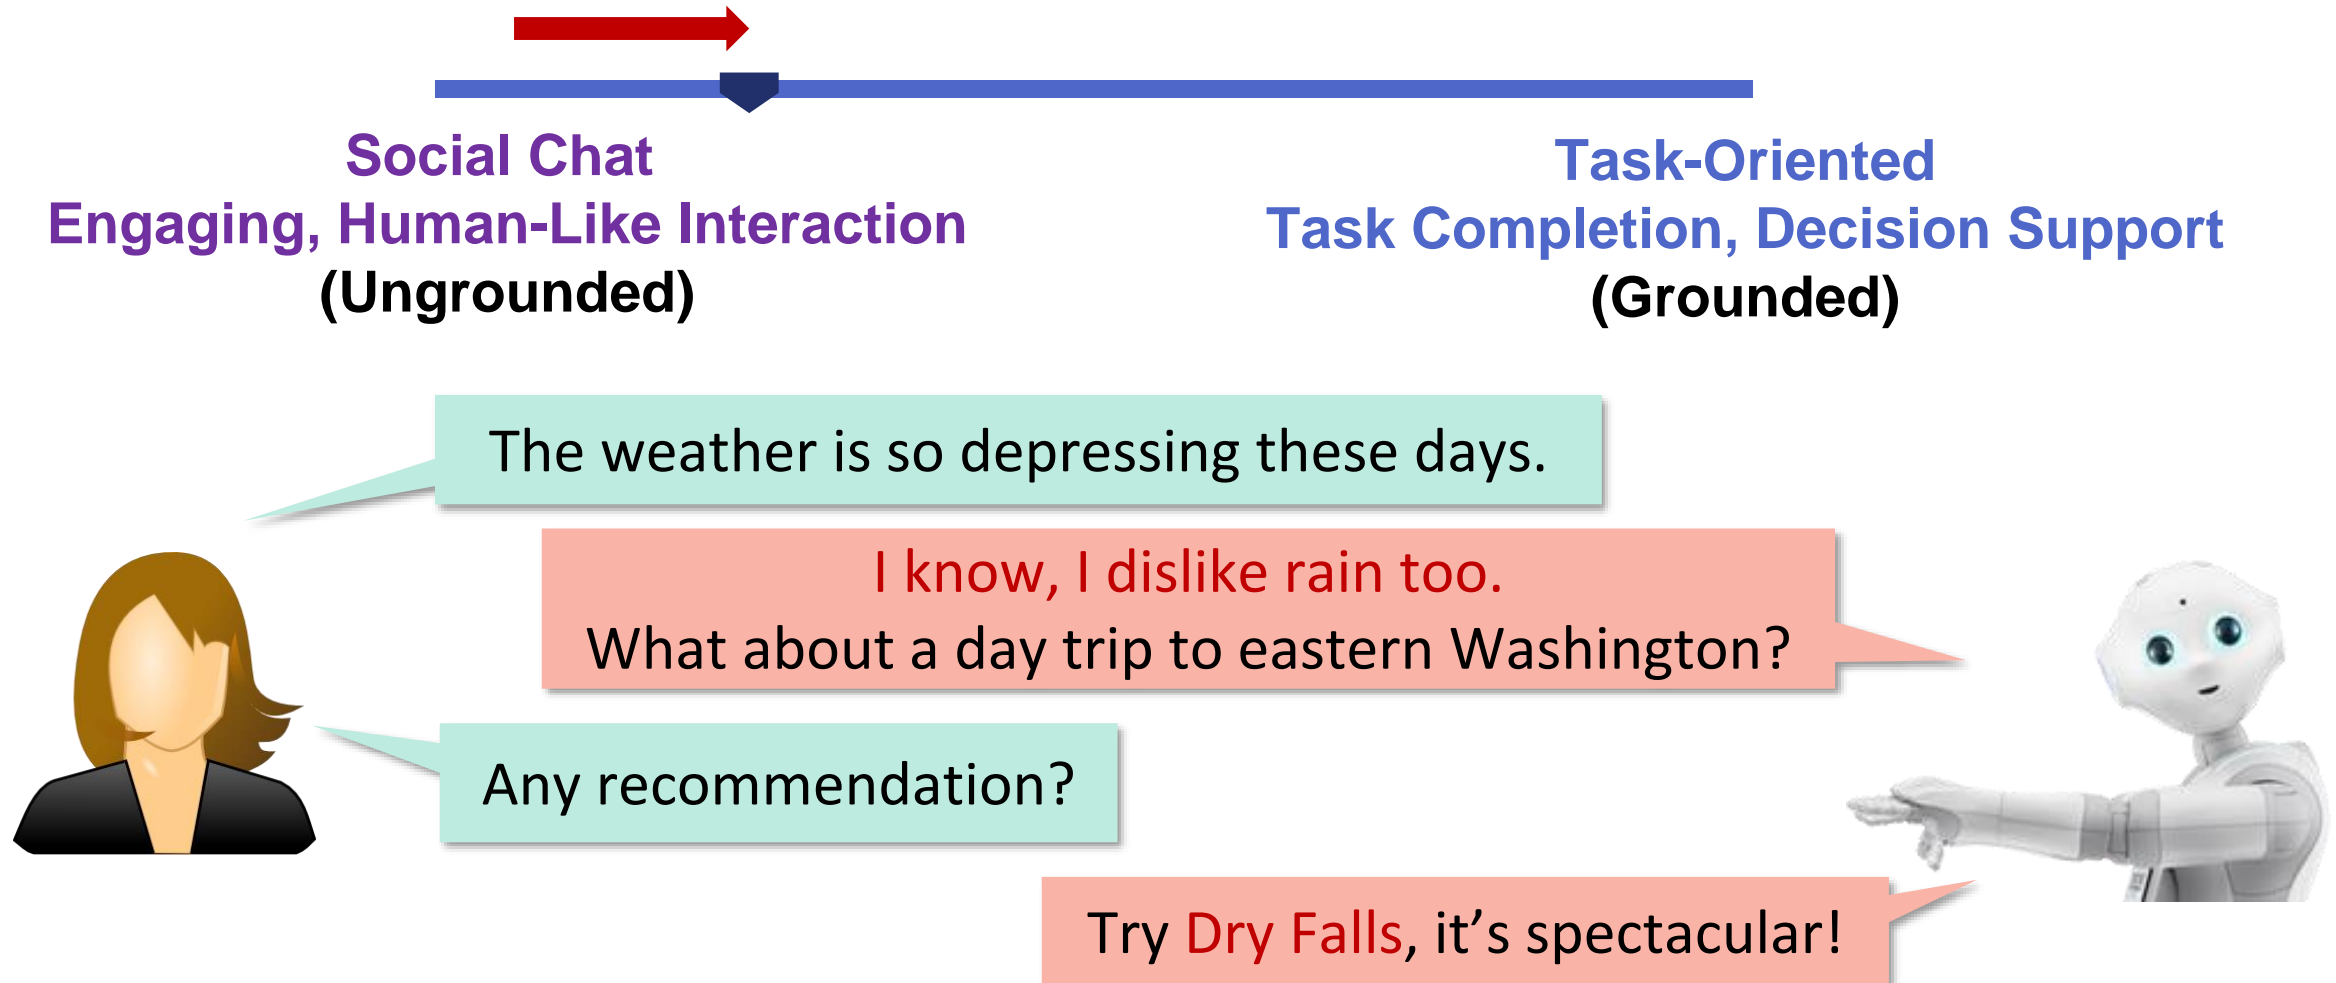 Social Chat
Engaging, Human-Like Interaction
(Ungrounded)
Task-Oriented
Task Completion, Decision Support
(Grounded)
The weather is so depressing these days.
I know, I dislike rain too.
What about a day trip to eastern Washington?
Any recommendation?
Try Dry Falls, it’s spectacular!